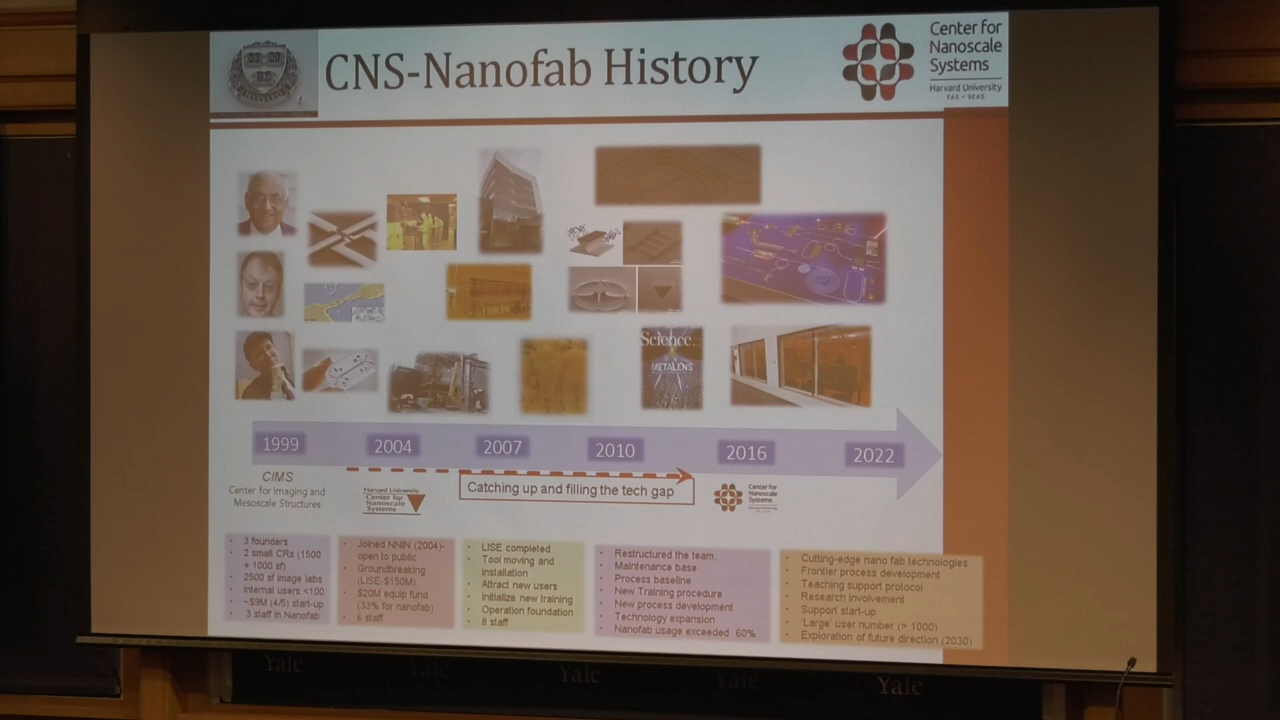 CNS-Nanofab History
Center for
Nanoscale
Systems
Harvard University
FAS • SEAS
Science
METALENS
1999
2004
2007
2010
2016
2022
CIMS
Center for Imaging and
Mesoscale Structures
Harvard University
Center for
Nanoscale
Systems
Catching up and filling the tech gap
Center for
Nanoscale
Systems
• 3 founders
• 2 small CRs (1500
+ 1000 sf)
• 2500 sf image labs
• Internal users <100
• ~$9M (4/5) start-up
• 3 staff in Nanofab
• Joined NNIN (2004)-
open to public
• Groundbreaking
(LISE-$150M)
• $20M equip fund
(33% for nanofab)
• 6 staff
• LISE completed
• Tool moving and
installation
• Attract new users
• Initialize new training
• Operation foundation
• 8 staff
• Restructured the team,
• Maintenance base
• Process baseline
• New Training procedure
• New process development
• Technology expansion
• Nanofab usage exceeded 60%
• Cutting-edge nano fab technologies
• Frontier process development
• Teaching support protocol
• Research Involvement
• Support start-up
• 'Large' user number (> 1000)
• Exploration of future direction (2030)
Yale
Yale
Yale
Yale
Yale